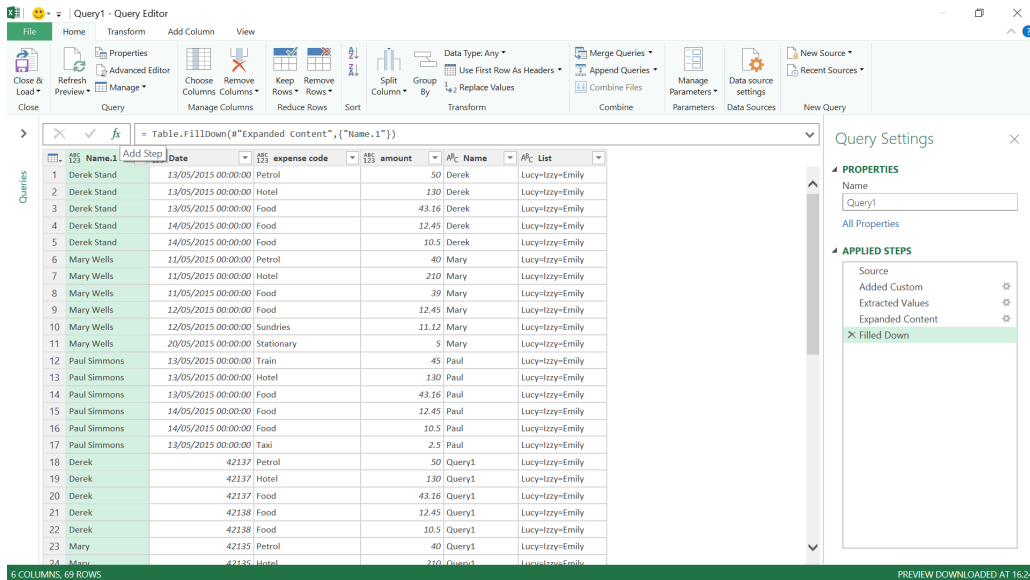 Query1 - Query Editor
File Home Transform Add Column View
Close & Load
Refresh Preview
Properties
Advanced Editor
Manage
Choose Columns
Remove Columns
Keep Rows
Remove Rows
Split Column
Group By
Data Type: Any
Use First Row As Headers
1 2 Replace Values
Merge Queries
Append Queries
Combine Files
Manage Parameters
Data source settings
New Source
Recent Sources
Close Query Manage Columns Reduce Rows Sort Transform Combine Parameters Data Sources New Query
fx = Table.FillDown(#"Expanded Content",{"Name.1"})
Add Step
Queries
ABC 123 Name.1 Date ABC 123 expense code ABC 123 amount ABC Name ABC List
1 Derek Stand 13/05/2015 00:00:00 Petrol 50 Derek Lucy=Izzy=Emily
2 Derek Stand 13/05/2015 00:00:00 Hotel 130 Derek Lucy=Izzy=Emily
3 Derek Stand 13/05/2015 00:00:00 Food 43.16 Derek Lucy=Izzy=Emily
4 Derek Stand 14/05/2015 00:00:00 Food 12.45 Derek Lucy=Izzy=Emily
5 Derek Stand 14/05/2015 00:00:00 Food 10.5 Derek Lucy=Izzy=Emily
6 Mary Wells 11/05/2015 00:00:00 Petrol 40 Mary Lucy=Izzy=Emily
7 Mary Wells 11/05/2015 00:00:00 Hotel 210 Mary Lucy=Izzy=Emily
8 Mary Wells 11/05/2015 00:00:00 Food 39 Mary Lucy=Izzy=Emily
9 Mary Wells 12/05/2015 00:00:00 Food 12.45 Mary Lucy=Izzy=Emily
10 Mary Wells 12/05/2015 00:00:00 Sundries 11.12 Mary Lucy=Izzy=Emily
11 Mary Wells 20/05/2015 00:00:00 Stationary 5 Mary Lucy=Izzy=Emily
12 Paul Simmons 13/05/2015 00:00:00 Train 45 Paul Lucy=Izzy=Emily
13 Paul Simmons 13/05/2015 00:00:00 Hotel 130 Paul Lucy=Izzy=Emily
14 Paul Simmons 13/05/2015 00:00:00 Food 43.16 Paul Lucy=Izzy=Emily
15 Paul Simmons 14/05/2015 00:00:00 Food 12.45 Paul Lucy=Izzy=Emily
16 Paul Simmons 14/05/2015 00:00:00 Food 10.5 Paul Lucy=Izzy=Emily
17 Paul Simmons 13/05/2015 00:00:00 Taxi 2.5 Paul Lucy=Izzy=Emily
18 Derek 42137 Petrol 50 Query1 Lucy=Izzy=Emily
19 Derek 42137 Hotel 130 Query1 Lucy=Izzy=Emily
20 Derek 42137 Food 43.16 Query1 Lucy=Izzy=Emily
21 Derek 42138 Food 12.45 Query1 Lucy=Izzy=Emily
22 Derek 42138 Food 10.5 Query1 Lucy=Izzy=Emily
23 Mary 42135 Petrol 40 Query1 Lucy=Izzy=Emily
24 Mary 42135 Hotel 210 Query1 Lucy=Izzy=Emily
Query Settings
PROPERTIES
Name
Query1
All Properties
APPLIED STEPS
Source
Added Custom
Extracted Values
Expanded Content
Filled Down
6 COLUMNS, 69 ROWS PREVIEW DOWNLOADED AT 16:2